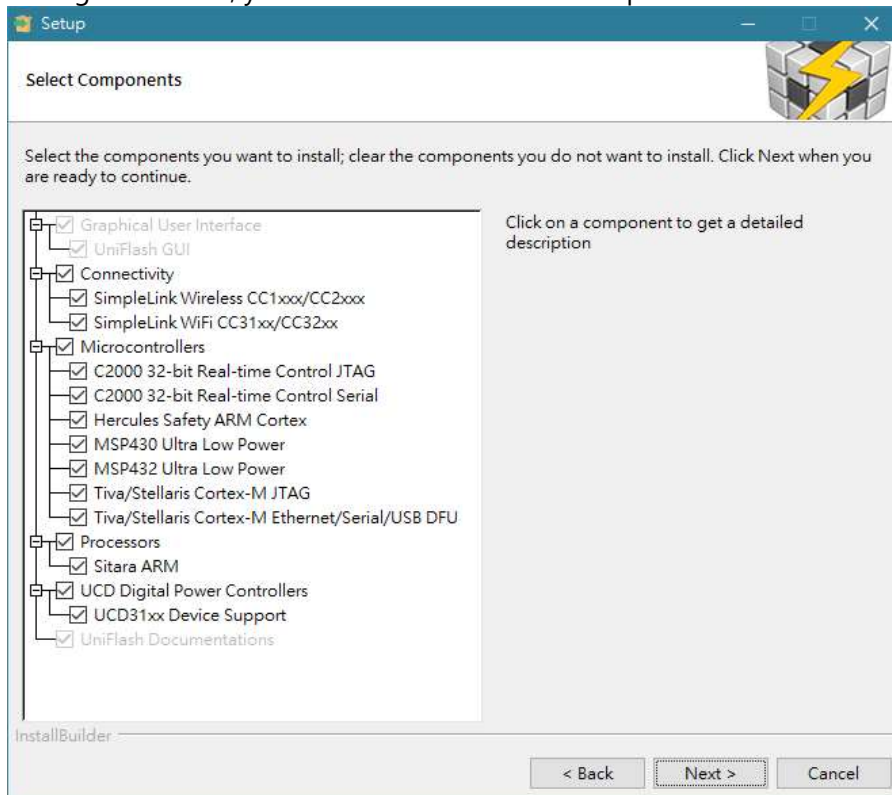 Setup
Select Components
Select the components you want to install; clear the components you do not want to install. Click Next when you
are ready to continue.
Graphical User Interface
UniFlash GUI
Connectivity
SimpleLink Wireless CC1xxx/CC2xxx
SimpleLink WiFi CC31xx/CC32xx
Microcontrollers
C2000 32-bit Real-time Control JTAG
C2000 32-bit Real-time Control Serial
Hercules Safety ARM Cortex
MSP430 Ultra Low Power
MSP432 Ultra Low Power
Tiva/Stellaris Cortex-M JTAG
Tiva/Stellaris Cortex-M Ethernet/Serial/USB DFU
Processors
Sitara ARM
UCD Digital Power Controllers
UCD31xx Device Support
UniFlash Documentations
Click on a component to get a detailed
description
InstallBuilder
< Back
Next >
Cancel